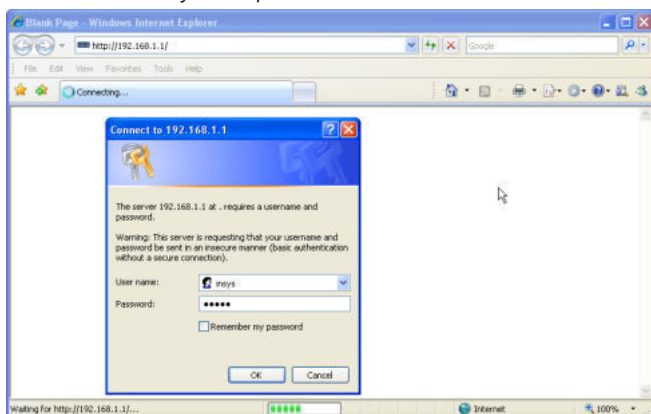 Blank Page - Windows Internet Explorer
http://192.168.1.1/
Google
File Edit View Favorites Tools Help
Connecting...
Connect to 192.168.1.1
The server 192.168.1.1 at . requires a username and
password.
Warning: This server is requesting that your username and
password be sent in an insecure manner (basic authentication
without a secure connection).
User name:
insys
Password:
•••••
Remember my password
OK Cancel
Waiting for http://192.168.1.1/...
Internet
100%